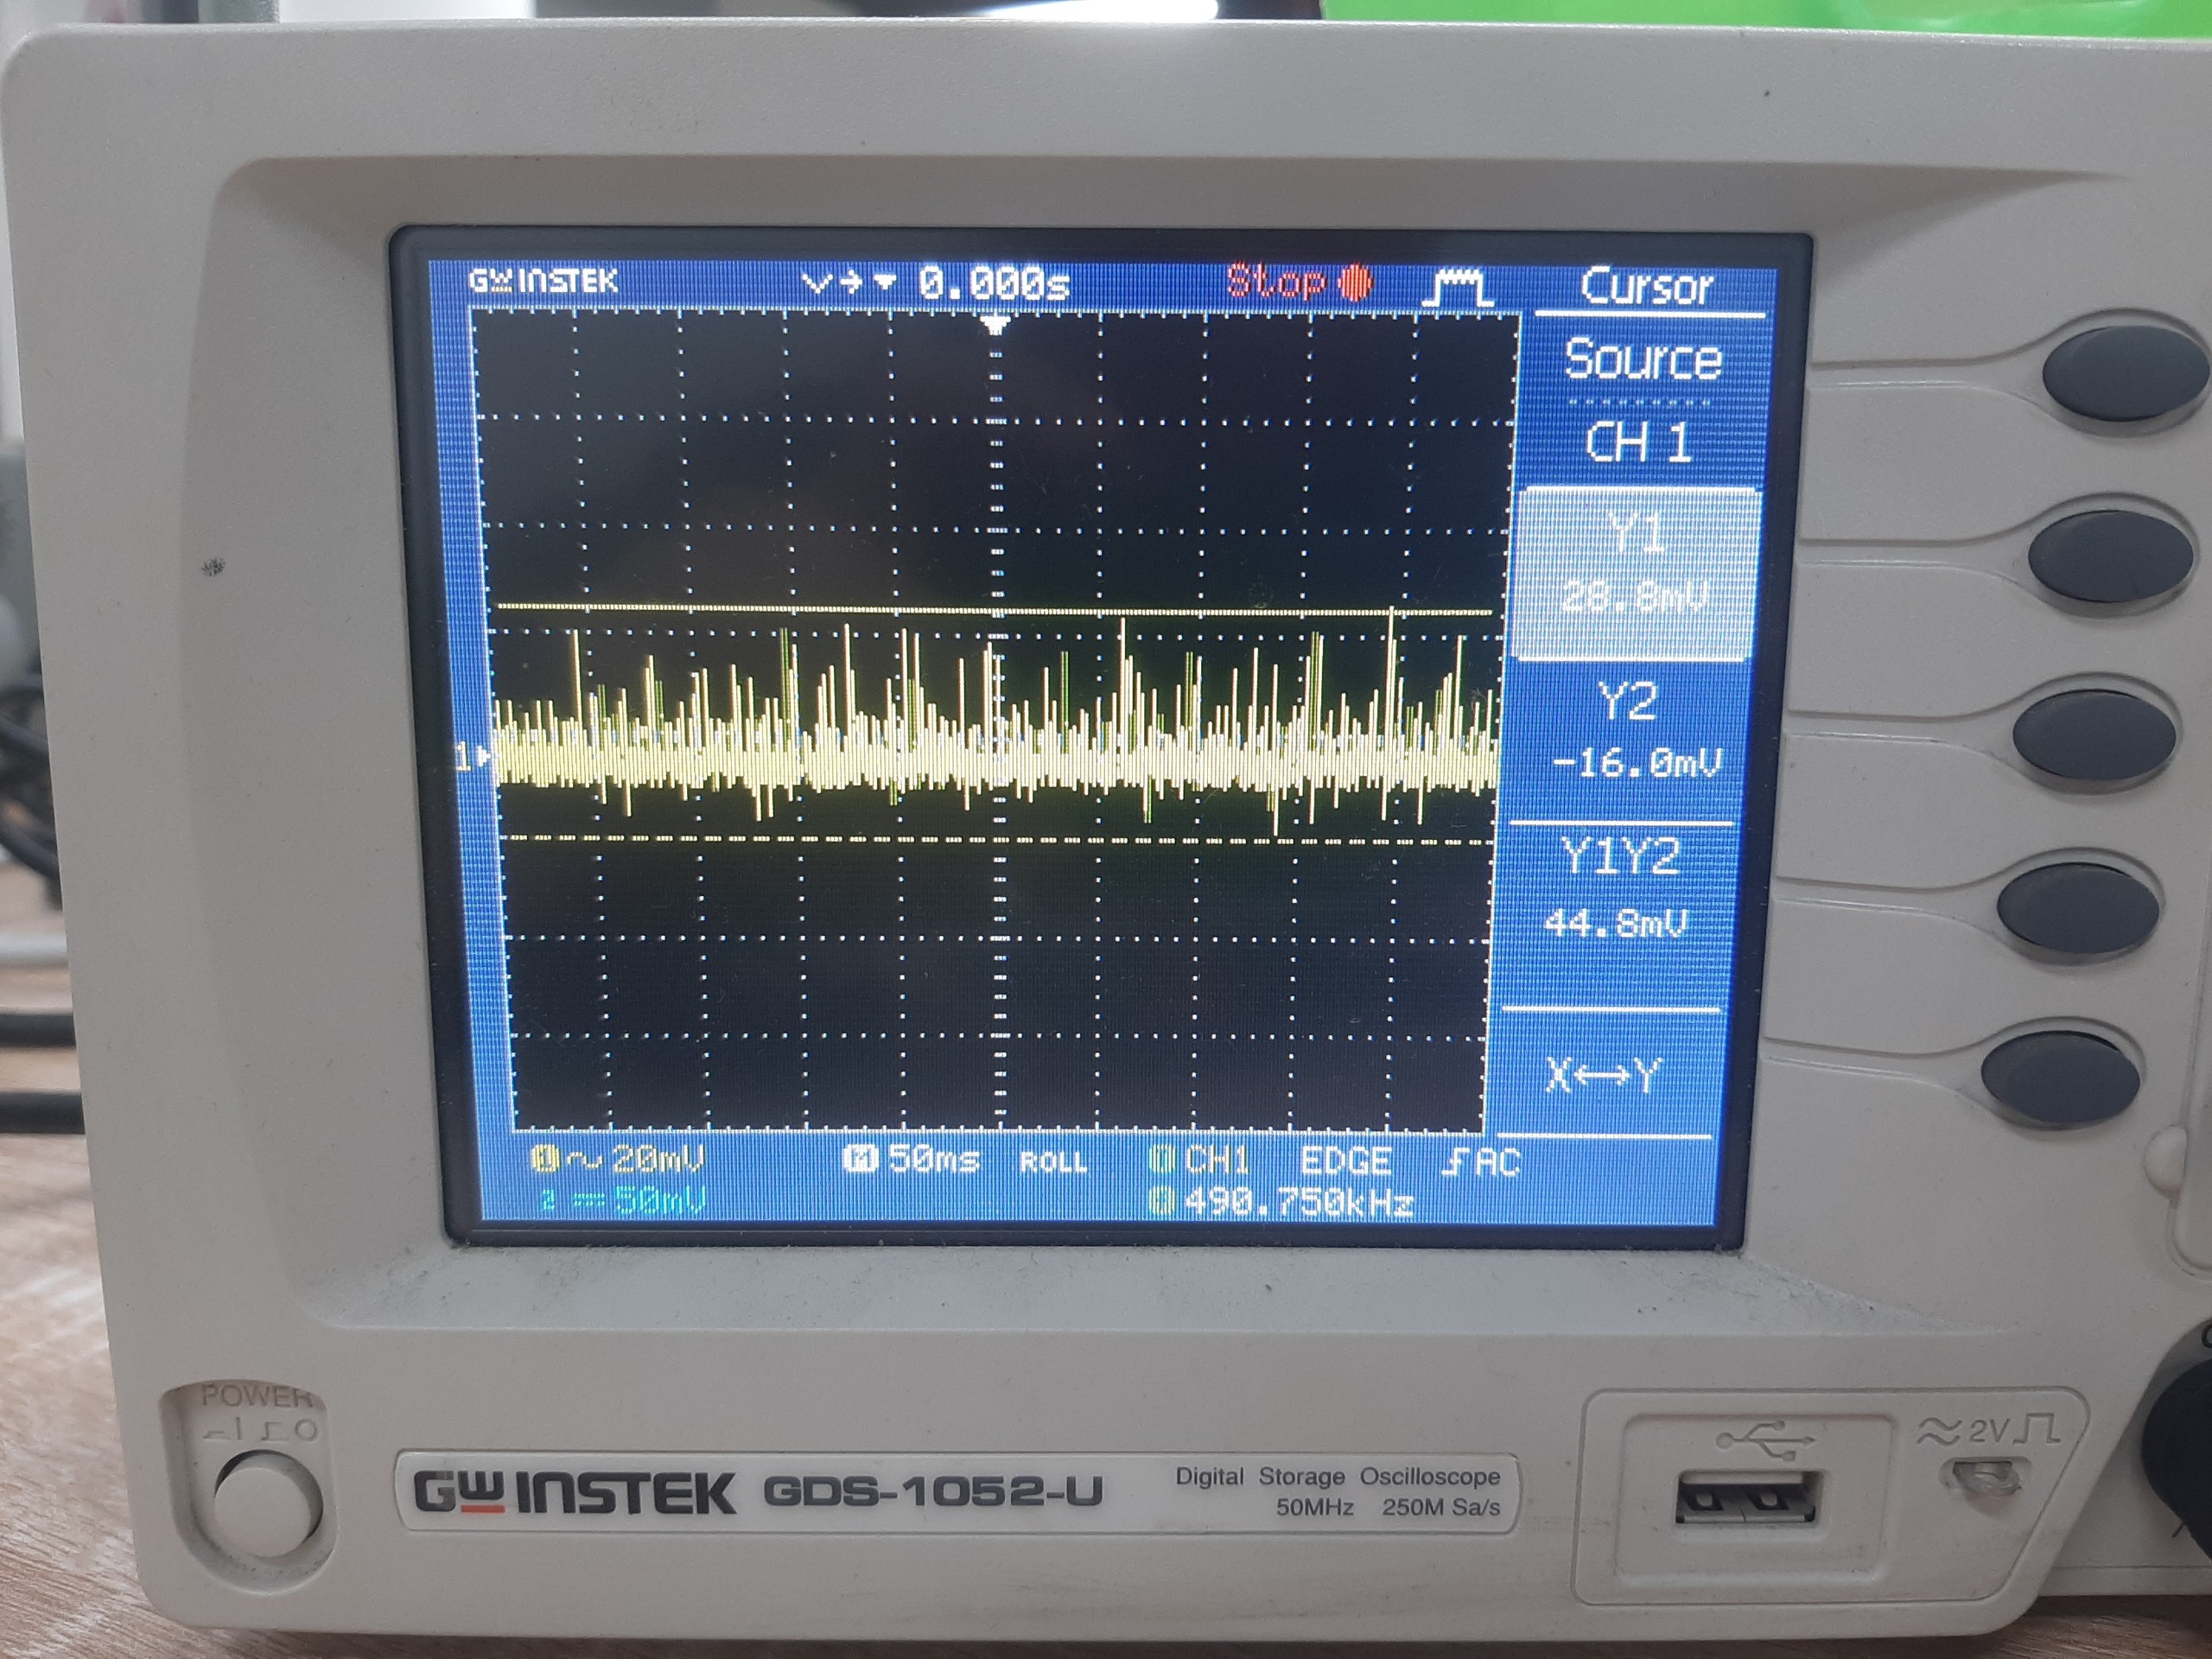 GW INSTEK 0.000s Stop Cursor
Source
CH 1
Y1
28.8mV
Y2
-16.0mV
Y1Y2
44.8mV
X↔Y
1
1 ~ 20mV M 50ms ROLL T CH1 EDGE AC
2 50mV 490.750kHz
POWER
GW INSTEK GDS-1052-U
Digital Storage Oscilloscope
50MHz 250M Sa/s
≈2V